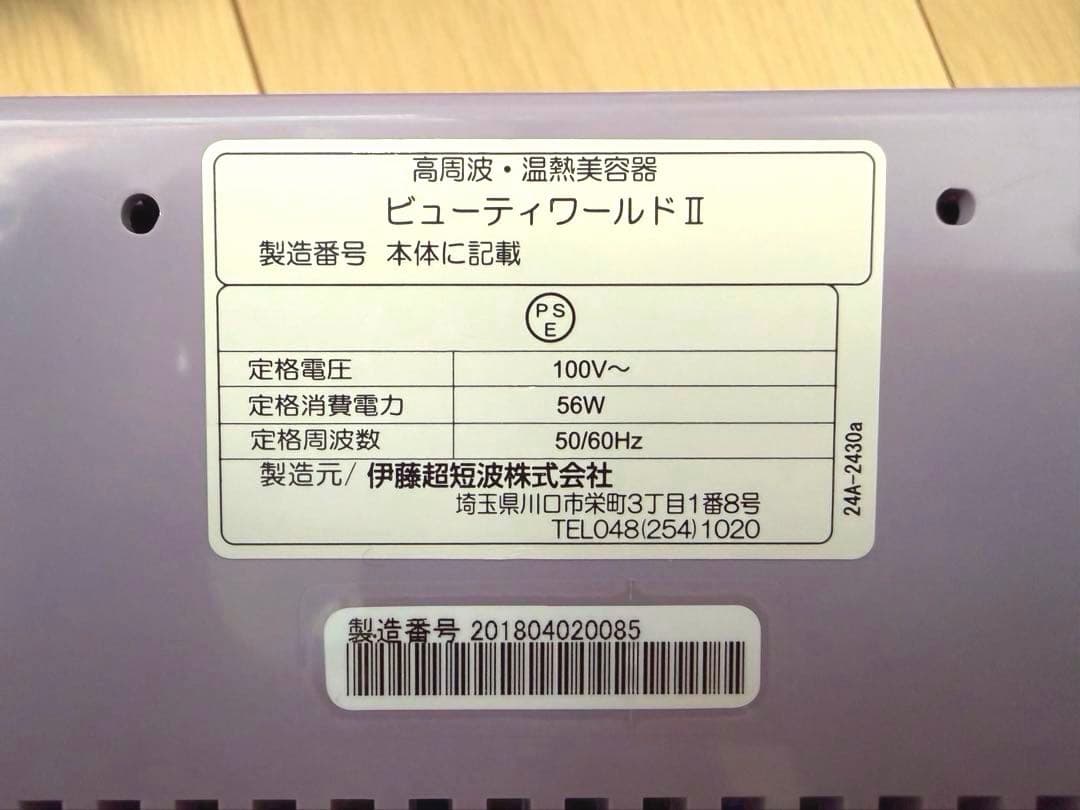 高周波・温熱美容器
ビューティワールドⅡ
製造番号 本体に記載
PS
E
定格電圧 100V～
定格消費電力 56W
定格周波数 50/60Hz
製造元/ 伊藤超短波株式会社
埼玉県川口市栄町3丁目1番8号
TEL048(254)1020
24A-2430a
製造番号 201804020085